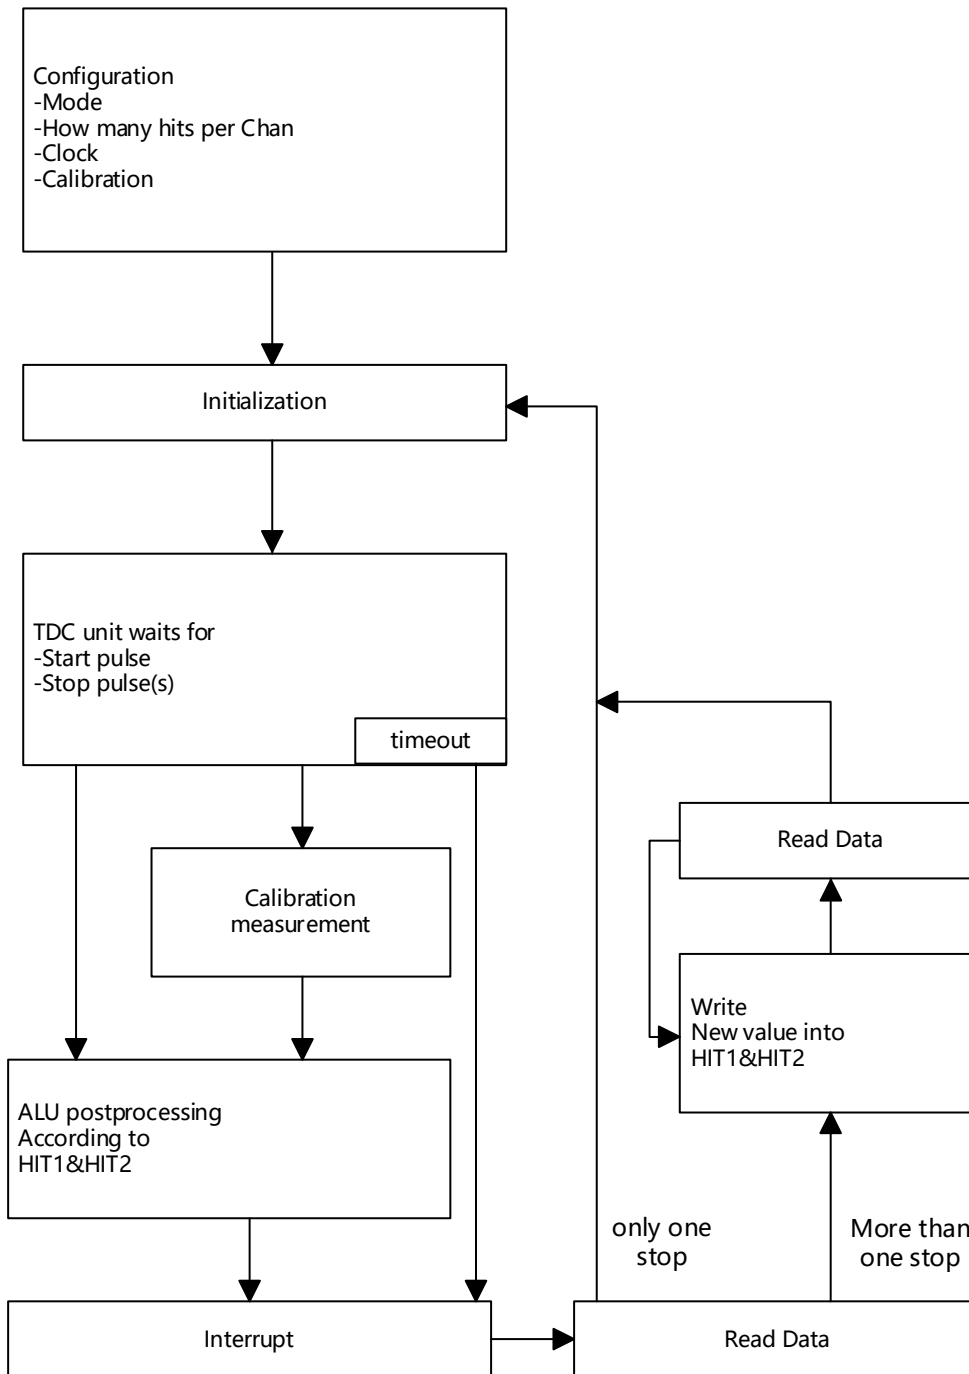 Configuration
-Mode
-How many hits per Chan
-Clock
-Calibration
Initialization
TDC unit waits for
-Start pulse
-Stop pulse(s)
timeout
Calibration
measurement
ALU postprocessing
According to
HIT1&HIT2
Interrupt
Read Data
Write
New value into
HIT1&HIT2
only one
stop
More than
one stop
Read Data